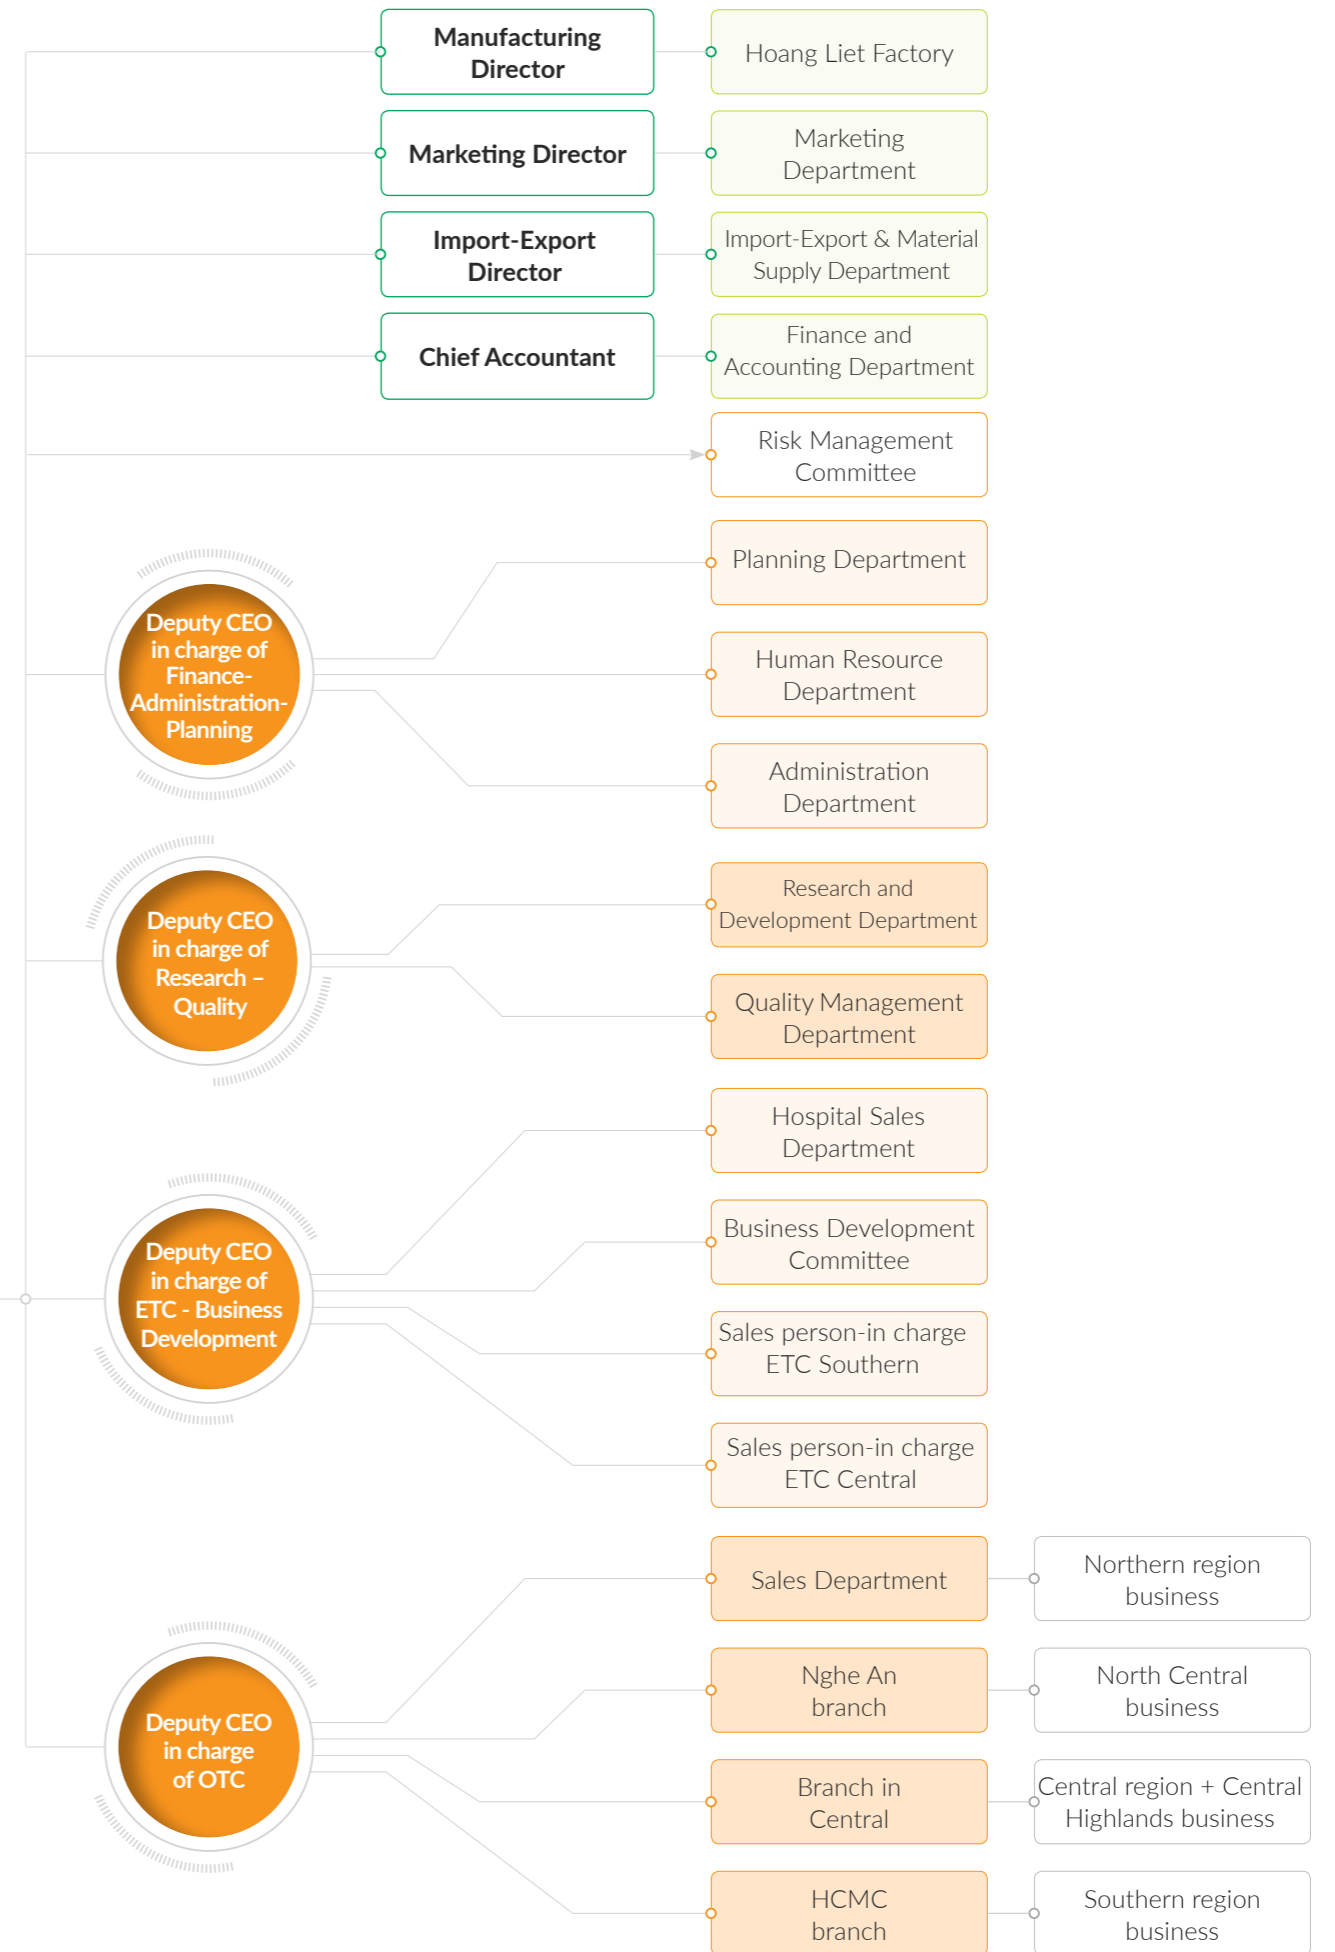 Manufacturing
Director
Hoang Liet Factory
Marketing Director
Marketing
Department
Import-Export
Director
Import-Export & Material
Supply Department
Chief Accountant
Finance and
Accounting Department
Risk Management
Committee
Deputy CEO
in charge of
Finance-
Administration-
Planning
Planning Department
Human Resource
Department
Administration
Department
Deputy CEO
in charge of
Research –
Quality
Research and
Development Department
Quality Management
Department
Deputy CEO
in charge of
ETC - Business
Development
Hospital Sales
Department
Business Development
Committee
Sales person-in charge
ETC Southern
Sales person-in charge
ETC Central
Deputy CEO
in charge
of OTC
Sales Department
Northern region
business
Nghe An
branch
North Central
business
Branch in
Central
Central region + Central
Highlands business
HCMC
branch
Southern region
business